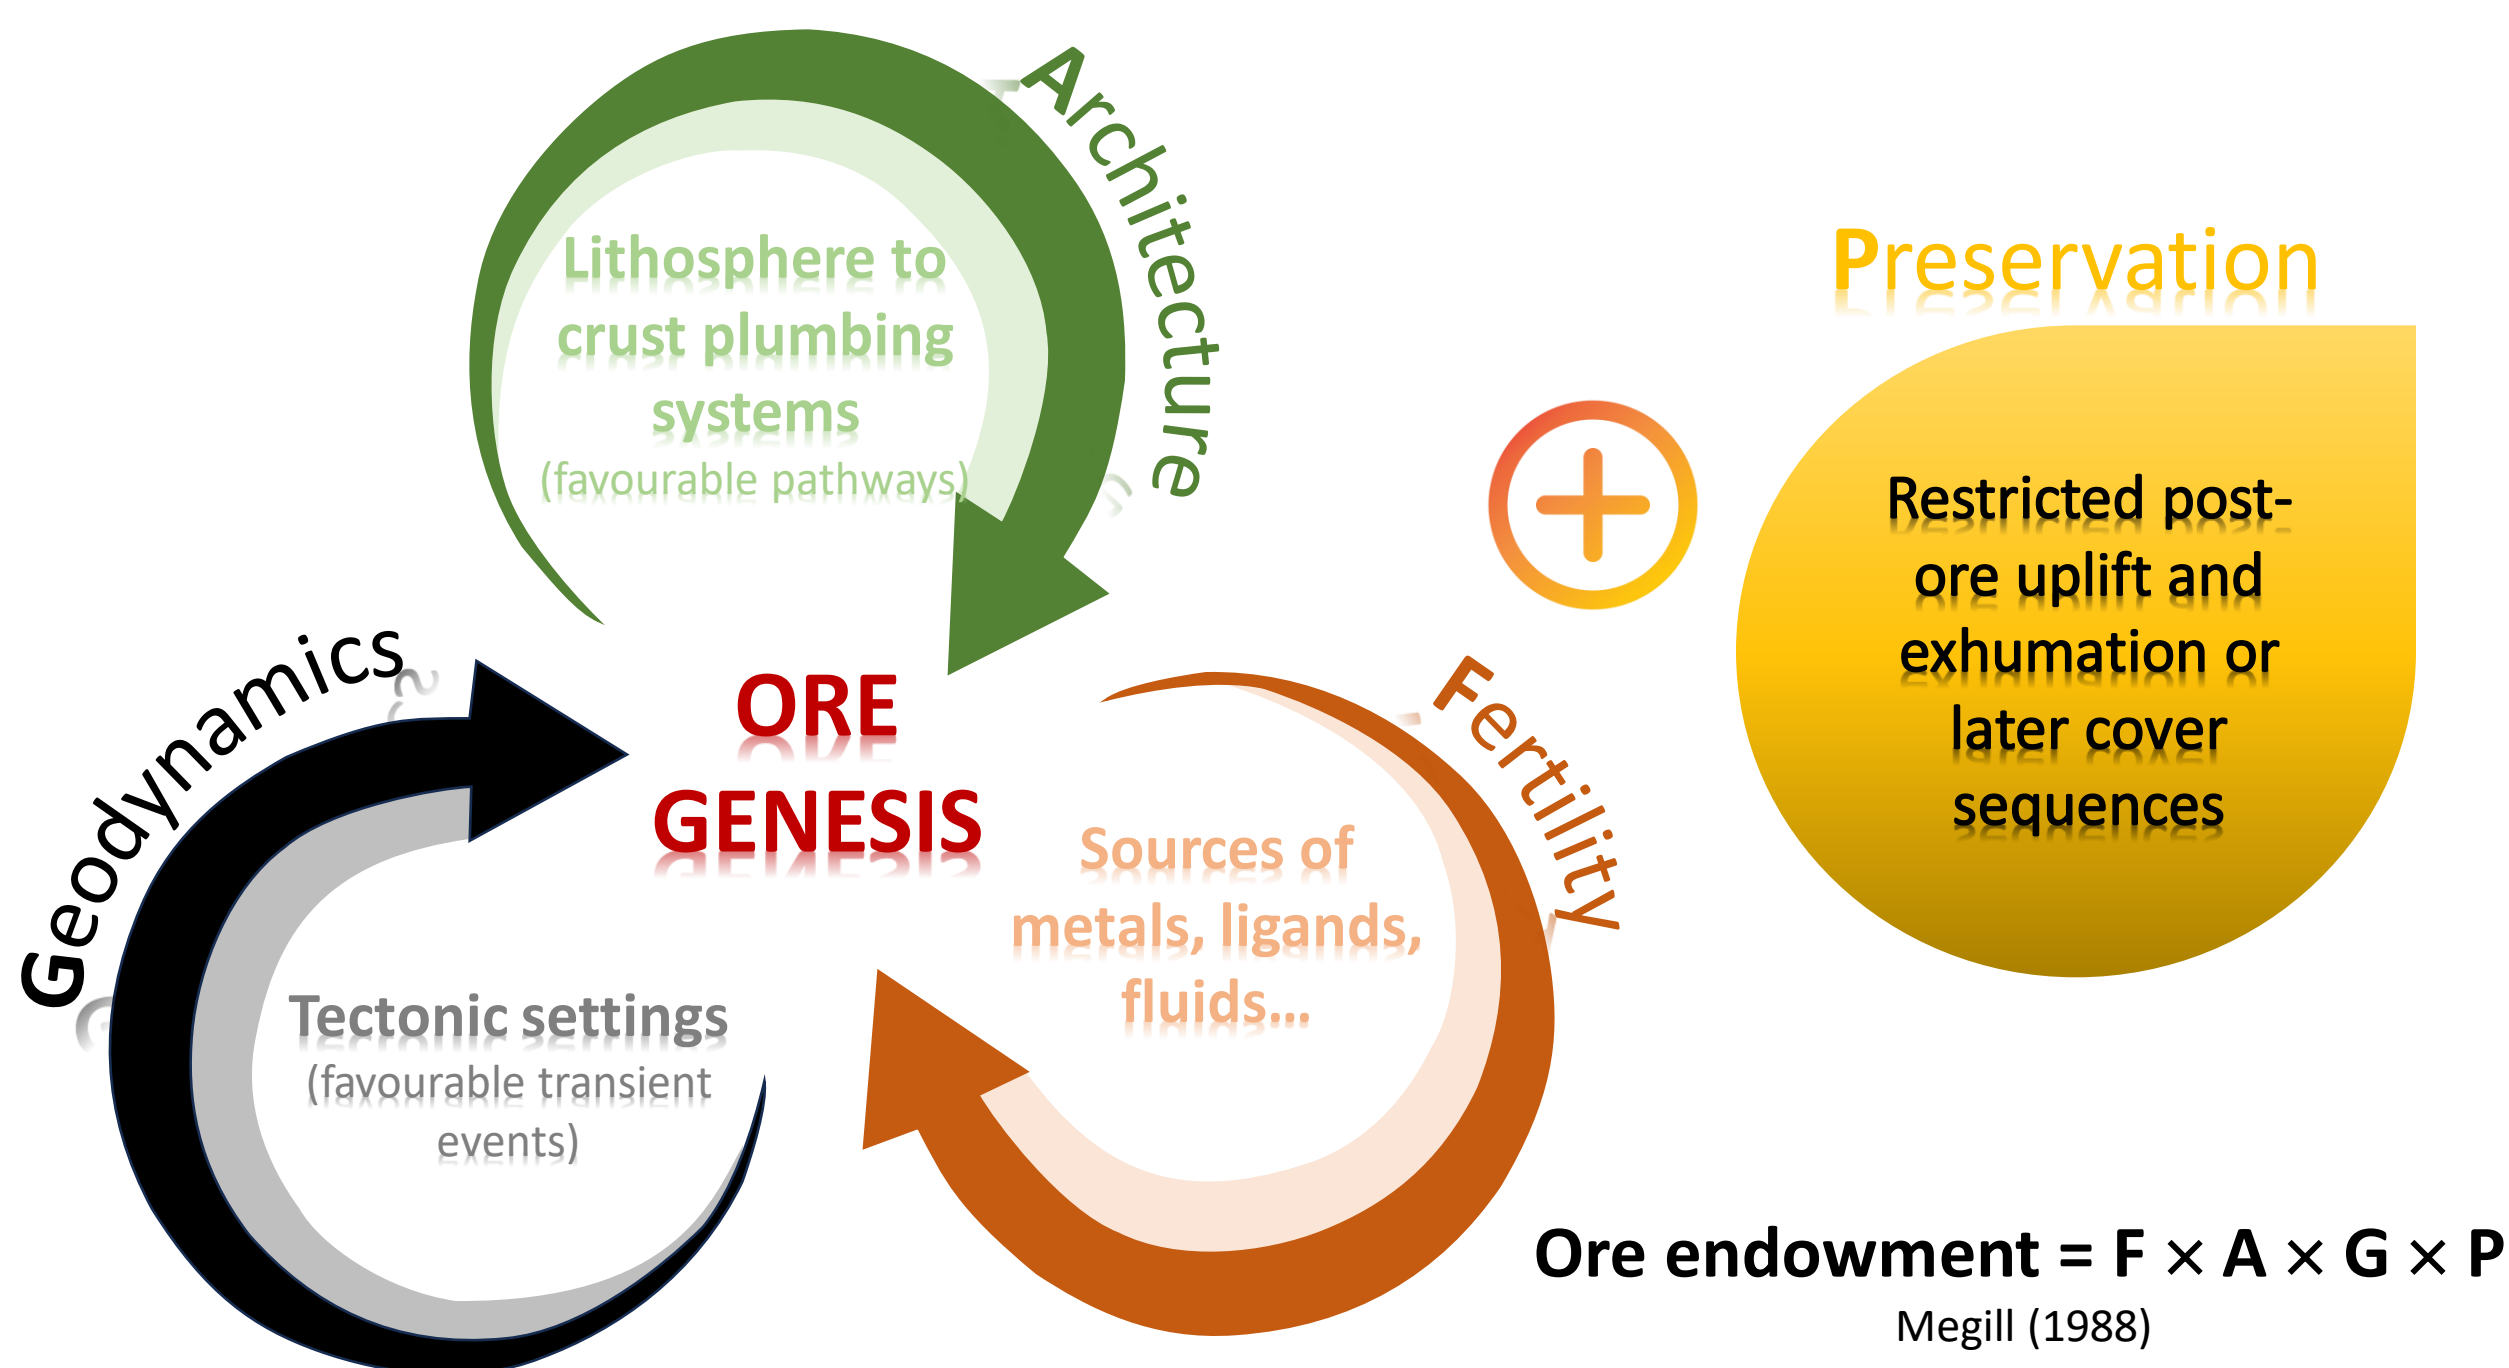 Architecture
Lithosphere to
crust plumbing
systems
(favourable pathways)
Geodynamics
Tectonic settings
(favourable transient
events)
ORE
GENESIS
Fertility
Sources of
metals, ligands,
fluids...
Preservation
Restricted post-
ore uplift and
exhumation or
later cover
sequences
Ore endowment = F × A × G × P
Megill (1988)